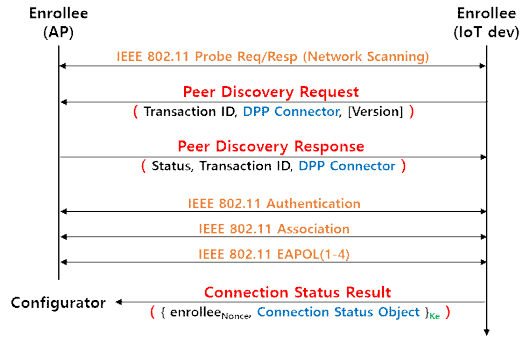 Enrollee
(AP)
Enrollee
(IoT dev)
IEEE 802.11 Probe Req/Resp (Network Scanning)
Peer Discovery Request
( Transaction ID, DPP Connector, [Version] )
Peer Discovery Response
( Status, Transaction ID, DPP Connector )
IEEE 802.11 Authentication
IEEE 802.11 Association
IEEE 802.11 EAPOL(1-4)
Configurator
Connection Status Result
( { enrolleeNonce, Connection Status Object }Ke )